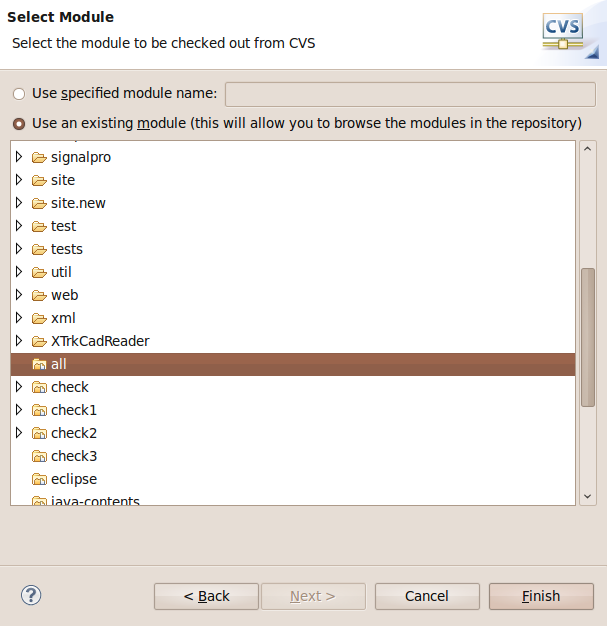 Select Module
Select the module to be checked out from CVS
CVS
Use specified module name:
Use an existing module (this will allow you to browse the modules in the repository)
signalpro
site
site.new
test
tests
util
web
xml
XTrkCadReader
all
check
check1
check2
check3
eclipse
java-contents
?
< Back
Next >
Cancel
Finish